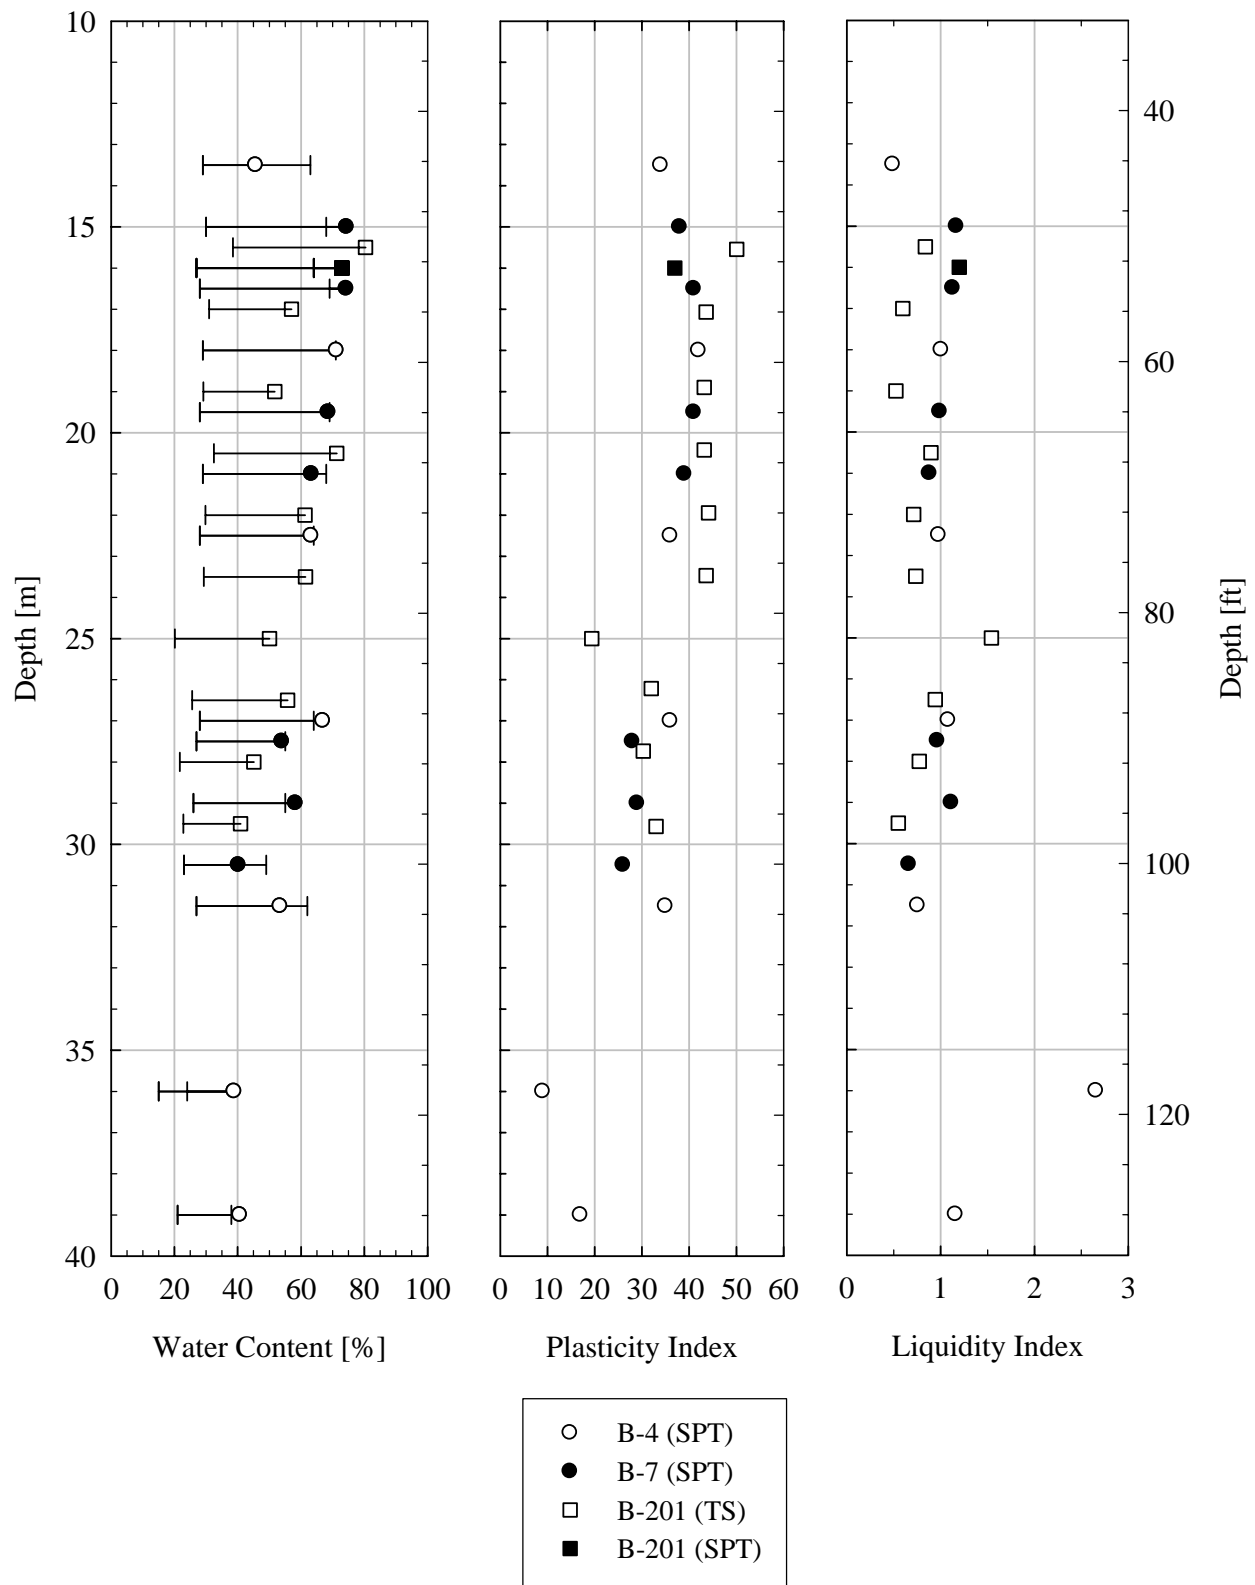 10
15
20
25
30
35
40
Depth [m]
0 20 40 60 80 100
Water Content [%]
0 10 20 30 40 50 60
Plasticity Index
0 1 2 3
Liquidity Index
40
60
80
100
120
Depth [ft]
B-4 (SPT)
B-7 (SPT)
B-201 (TS)
B-201 (SPT)